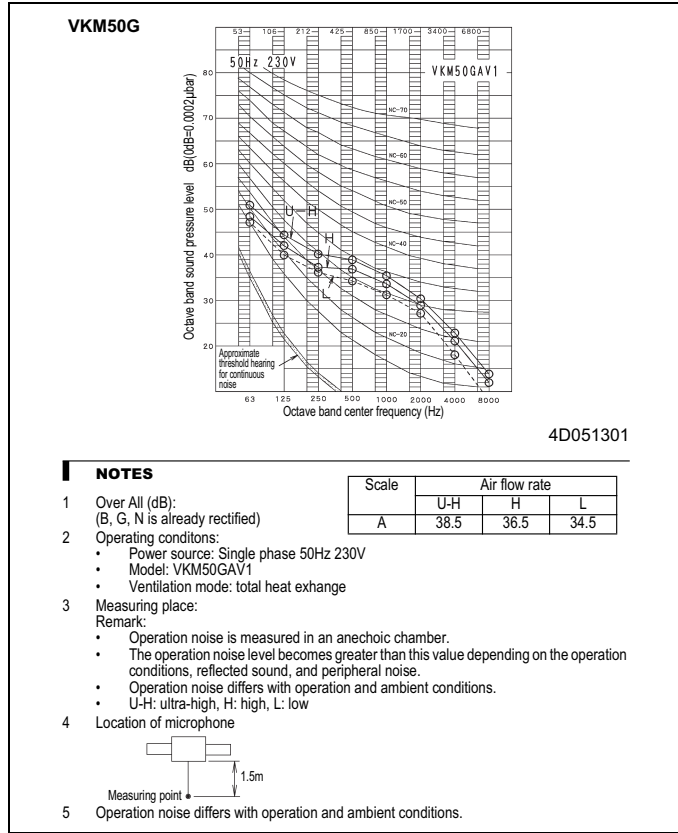 VKM50G
53 106 212 425 850 1700 3400 6800
50Hz 230V
VKM50GAV1
80
70
60
50
40
30
20
NC-70
NC-60
NC-50
NC-40
NC-20
U-H
H
L
Octave band sound pressure level dB(0dB=0.0002µbar)
Approximate
threshold hearing
for continuous
noise
63 125 250 500 1000 2000 4000 8000
Octave band center frequency (Hz)
4D051301
NOTES
1 Over All (dB):
(B, G, N is already rectified)
Scale Air flow rate
U-H H L
A 38.5 36.5 34.5
2 Operating conditons:
• Power source: Single phase 50Hz 230V
• Model: VKM50GAV1
• Ventilation mode: total heat exhange
3 Measuring place:
Remark:
• Operation noise is measured in an anechoic chamber.
• The operation noise level becomes greater than this value depending on the operation
conditions, reflected sound, and peripheral noise.
• Operation noise differs with operation and ambient conditions.
• U-H: ultra-high, H: high, L: low
4 Location of microphone
1.5m
Measuring point
5 Operation noise differs with operation and ambient conditions.